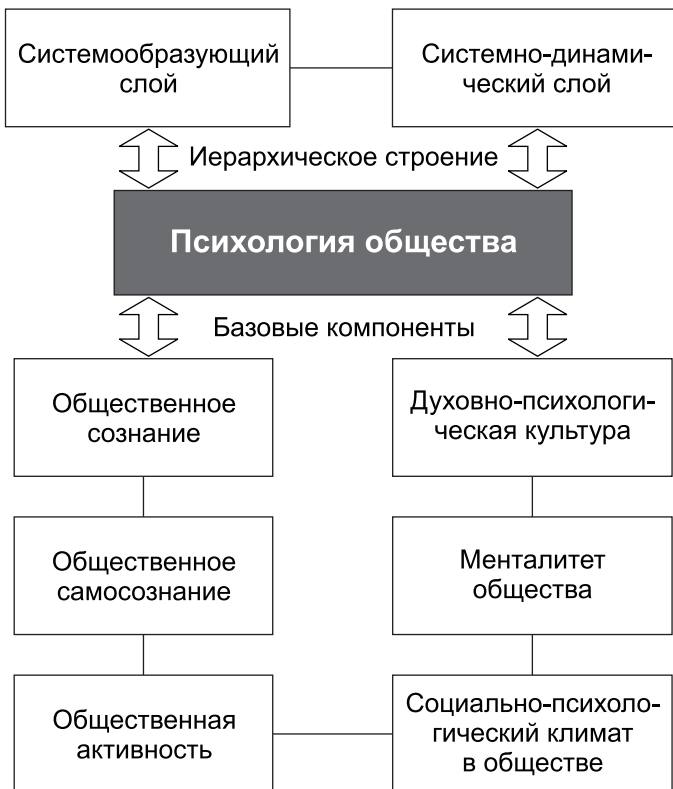 Системообразующий
слой
Системно-динами-
ческий слой
Иерархическое строение
Психология общества
Базовые компоненты
Общественное
сознание
Духовно-психологи-
ческая культура
Общественное
самосознание
Менталитет
общества
Общественная
активность
Социально-психоло-
гический климат
в обществе